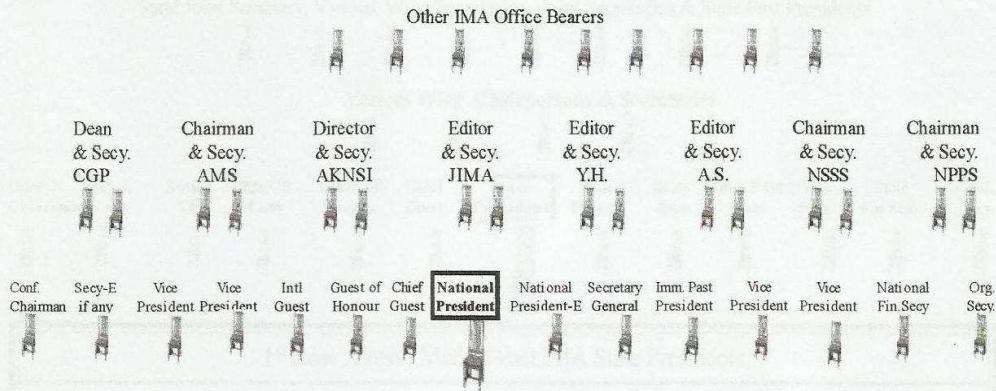 Other IMA Office Bearers
Dean Chairman Director Editor Editor Editor Chairman Chairman
& Secy. & Secy. & Secy. & Secy. & Secy. & Secy. & Secy. & Secy.
CGP AMS AKNSI JIMA Y.H. A.S. NSSS NPPS
Conf. Secy-E Vice Vice Intl Guest of Chief National National Secretary Imm. Past Vice Vice National Org.
Chairman if any President President Guest Honour Guest President President-E General President President President Fin.Secy Secy.